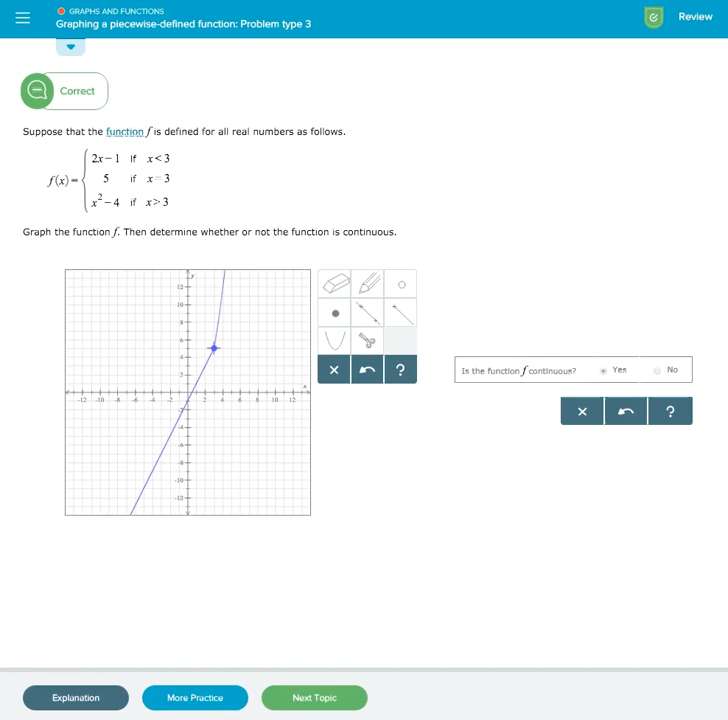 GRAPHS AND FUNCTIONS
Graphing a piecewise-defined function: Problem type 3
Review
Correct
Suppose that the function f is defined for all real numbers as follows.
2x − 1 if x < 3
f(x) = 5 if x = 3
x² − 4 if x > 3
Graph the function f. Then determine whether or not the function is continuous.
y
12
10
8
6
4
2
x
-12 -10 -8 -6 -4 -2 2 4 6 8 10 12
-2
-4
-6
-8
-10
-12
?
Is the function f continuous? Yes No
?
Explanation
More Practice
Next Topic